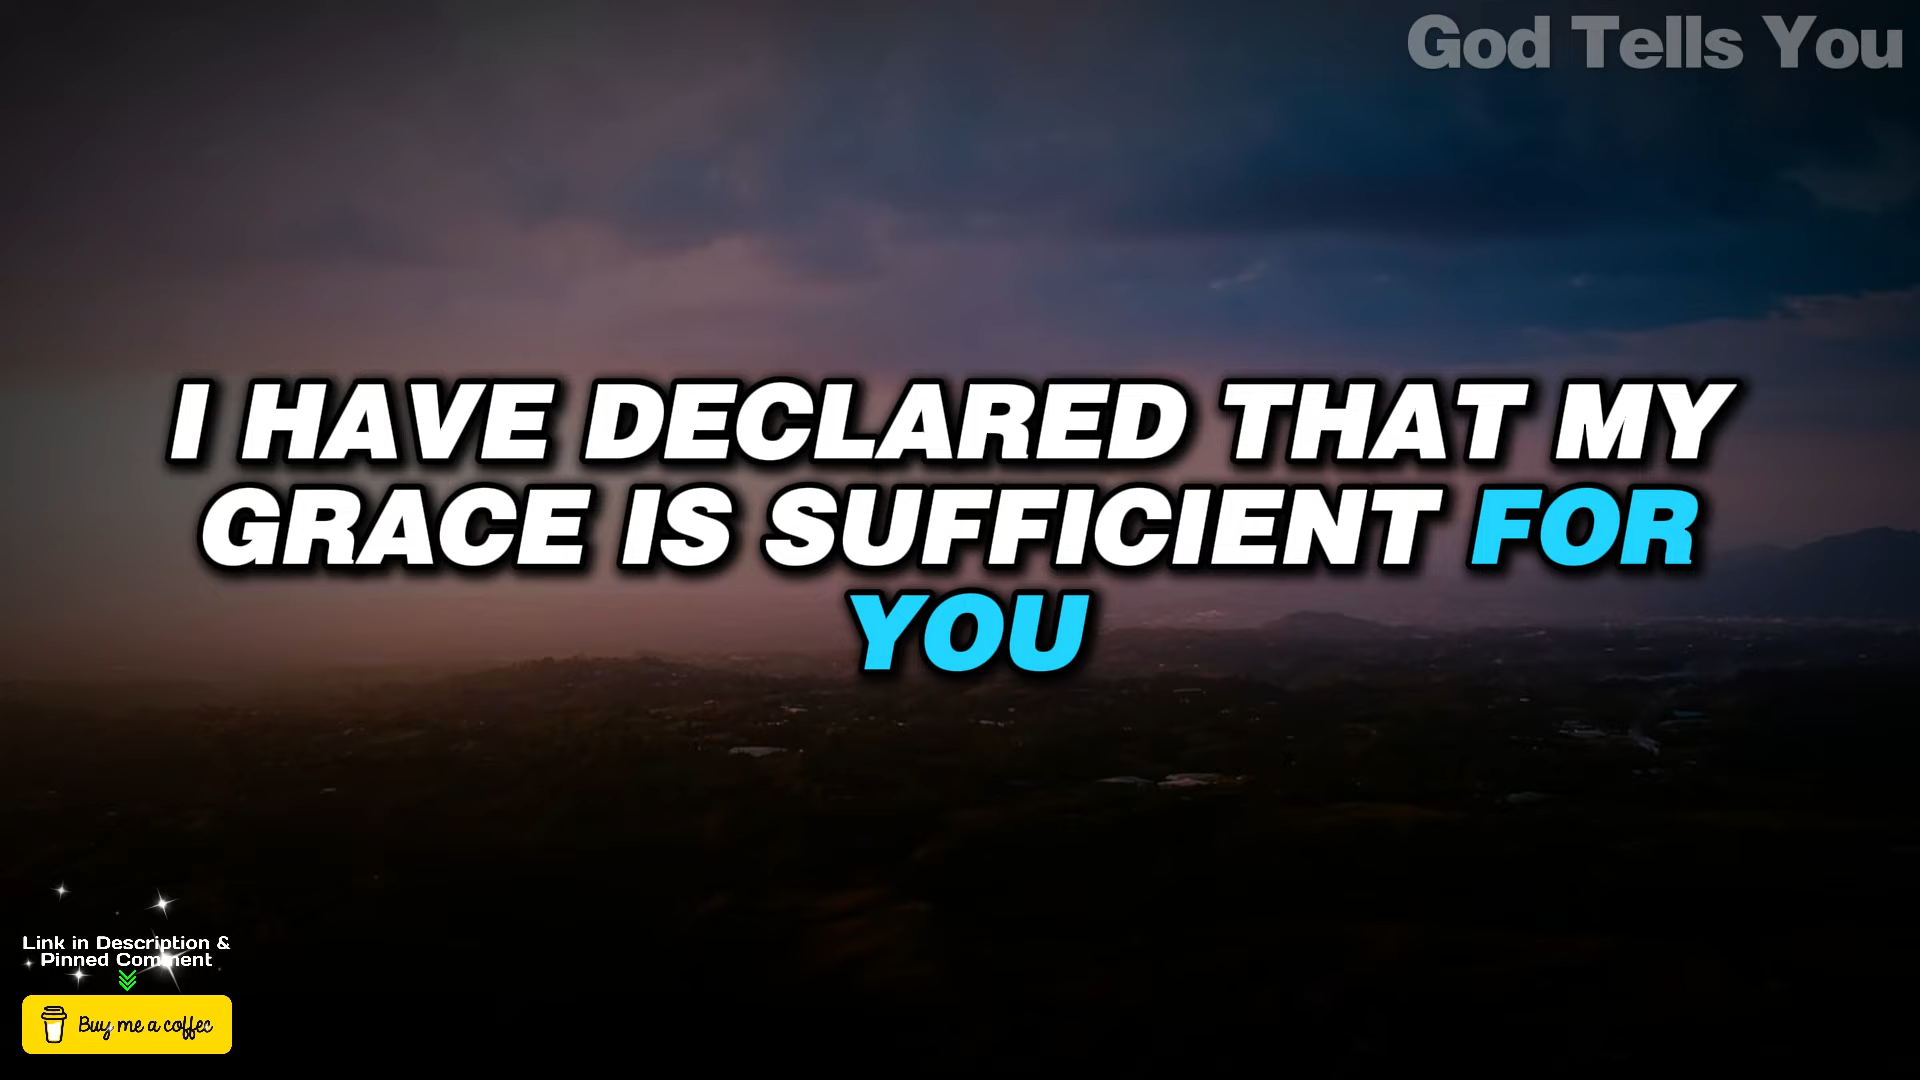 God Tells You
I HAVE DECLARED THAT MY
GRACE IS SUFFICIENT FOR
YOU
Link in Description &
Pinned Comment
Buy me a coffee